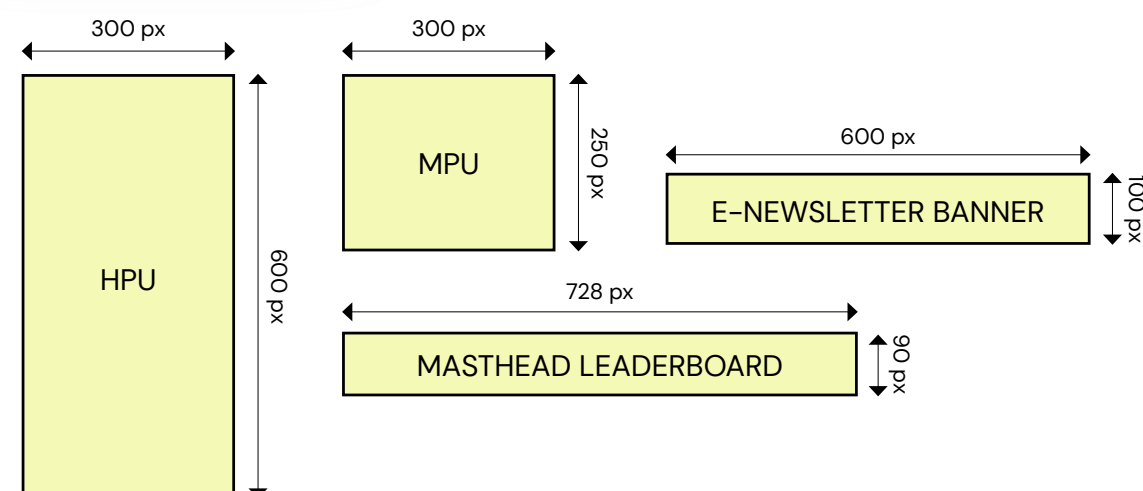 300 px
HPU
600 px
300 px
MPU
250 px
600 px
E-NEWSLETTER BANNER
100 px
728 px
MASTHEAD LEADERBOARD
90 px